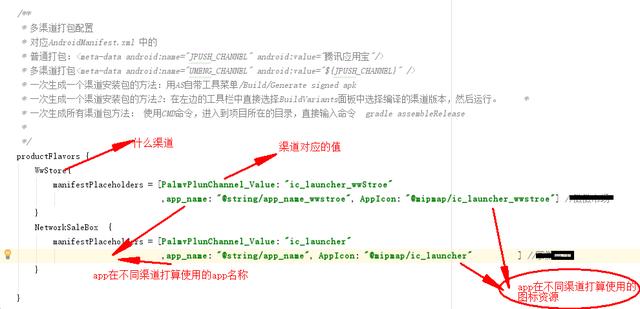 /**
* 多渠道打包配置
* 对应AndroidManifest.xml 中的
* 普通打包：<meta-data android:name="JPUSH_CHANNEL" android:value="腾讯应用宝"/>
* 多渠道打包<meta-data android:name="UMENG_CHANNEL" android:value="${JPUSH_CHANNEL}" />
* 一次生成一个渠道安装包的方法：用AS自带工具菜单/Build/Generate signed apk
* 一次生成一个渠道安装包的方法2：在左边的工具栏中直接选择BuildVariants面板中选择编译的渠道版本，然后运行。 *
* 一次生成所有渠道包方法： 使用CMD命令，进入到项目所在的目录，直接输入命令 gradle assembleRelease
*
*/
什么渠道
渠道对应的值
productFlavors {
WwStore{
manifestPlaceholders = [PalmvPlunChannel_Value: "ic_launcher_wwStroe"
,app_name: "@string/app_name_wwstroe", AppIcon: "@mipmap/ic_launcher_wwstroe"] //
}
NetworkSaleBox {
manifestPlaceholders = [PalmvPlunChannel_Value: "ic_launcher"
,app_name: "@string/app_name", AppIcon: "@mipmap/ic_launcher" ] //
}
app在不同渠道打算使用的app名称
app在不同渠道打算使用的
图标资源
}